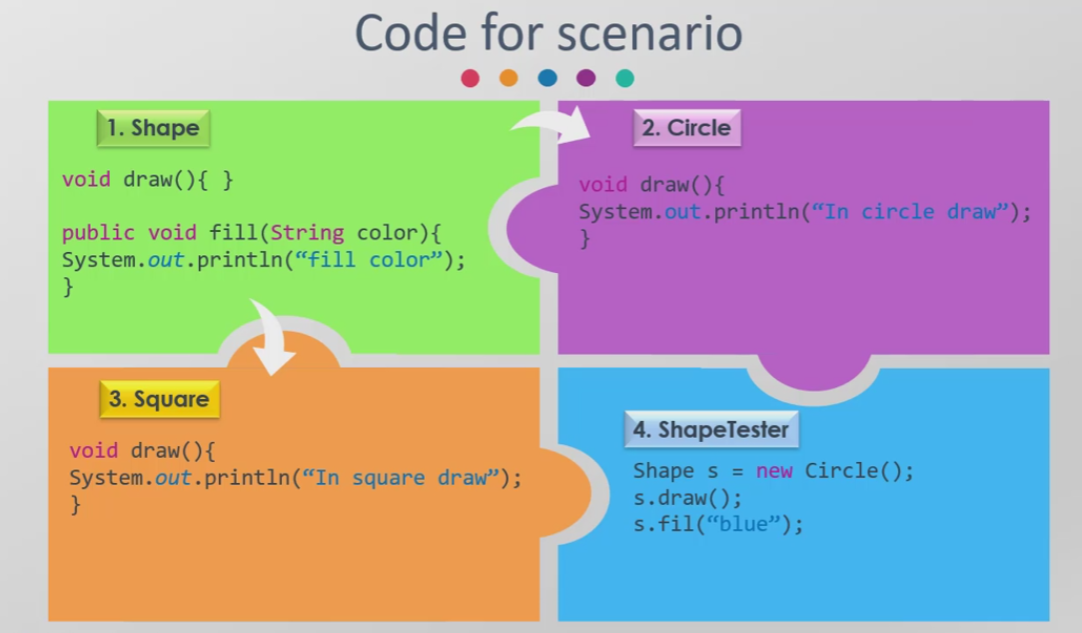 Code for scenario
1. Shape
void draw(){ }
public void fill(String color){
System.out.println(“fill color”);
}
2. Circle
void draw(){
System.out.println(“In circle draw”);
}
3. Square
void draw(){
System.out.println(“In square draw”);
}
4. ShapeTester
Shape s = new Circle();
s.draw();
s.fil(“blue”);